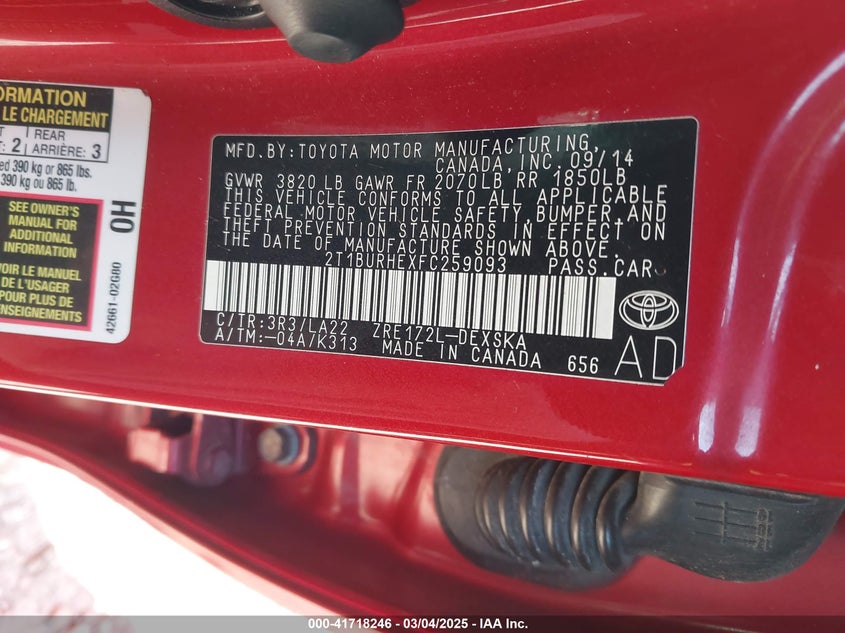 ORMATION
LE CHARGEMENT
REAR
2 ARRIÈRE: 3
ed 390 kg or 865 lbs.
390 kg ou 865 lb.
SEE OWNER'S
MANUAL FOR
ADDITIONAL
INFORMATION
VOIR LE MANUEL
DE L'USAGER
POUR PLUS DE
RENSEIGNEMENTS
0H
42661-02G80
MFD.BY:TOYOTA MOTOR MANUFACTURING,
CANADA, INC. 09/14
GVWR 3820 LB GAWR FR 2070LB RR 1850LB
THIS VEHICLE CONFORMS TO ALL APPLICABLE
FEDERAL MOTOR VEHICLE SAFETY, BUMPER, AND
THEFT PREVENTION STANDARDS IN EFFECT ON
THE DATE OF MANUFACTURE SHOWN ABOVE.
2T1BURHEXFC259093 PASS.CAR
C/TR:3R3/LA22 ZRE172L-DEXSKA
A/TM:-04A/K313 MADE IN CANADA 656
AD
000-41718246 - 03/04/2025 - IAA Inc.